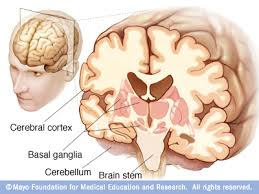 Cerebral cortex
Basal ganglia
Cerebellum
Brain stem
© Mayo Foundation for Medical Education and Research. All rights reserved.